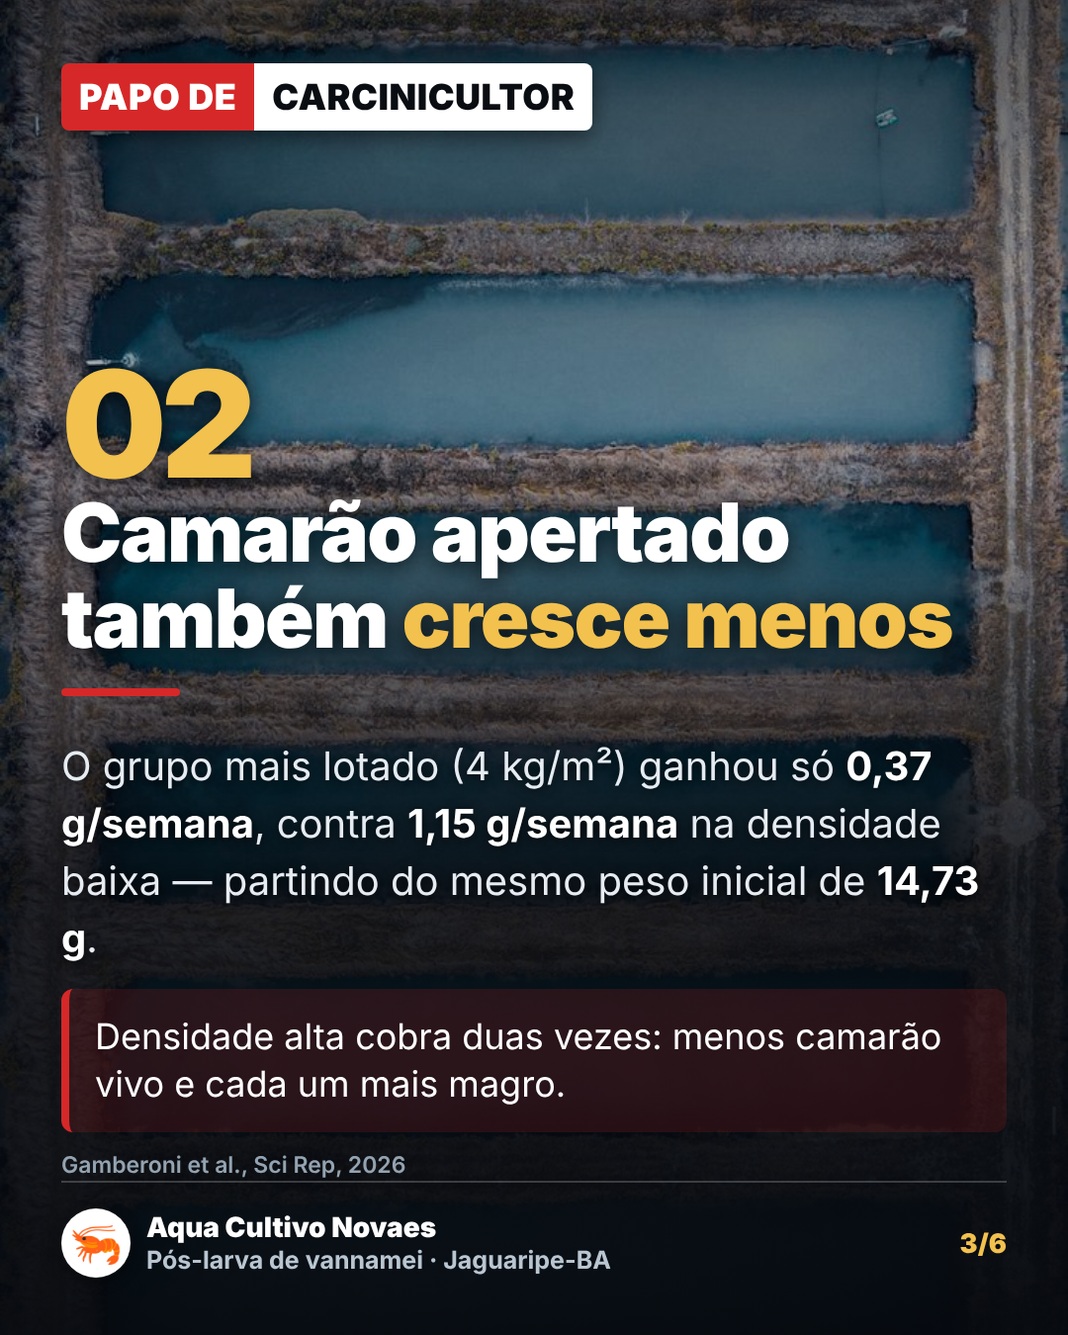 PAPO DE CARCINICULTOR
02
Camarão apertado
também cresce menos
O grupo mais lotado (4 kg/m²) ganhou só 0,37
g/semana, contra 1,15 g/semana na densidade
baixa — partindo do mesmo peso inicial de 14,73
g.
Densidade alta cobra duas vezes: menos camarão
vivo e cada um mais magro.
Gamberoni et al., Sci Rep, 2026
Aqua Cultivo Novaes
Pós-larva de vannamei · Jaguaripe-BA
3/6